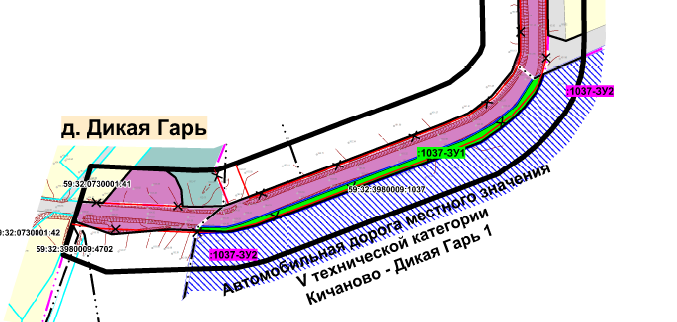 :1037-ЗУ2
д. Дикая Гарь
:1037-ЗУ1
59:32:0730001:41
59:32:3980009:1037
9:32:0730001:42
59:32:3980009:4702
:1037-ЗУ2
Автомобильная дорога местного значения
V технической категории
Кичаново - Дикая Гарь 1